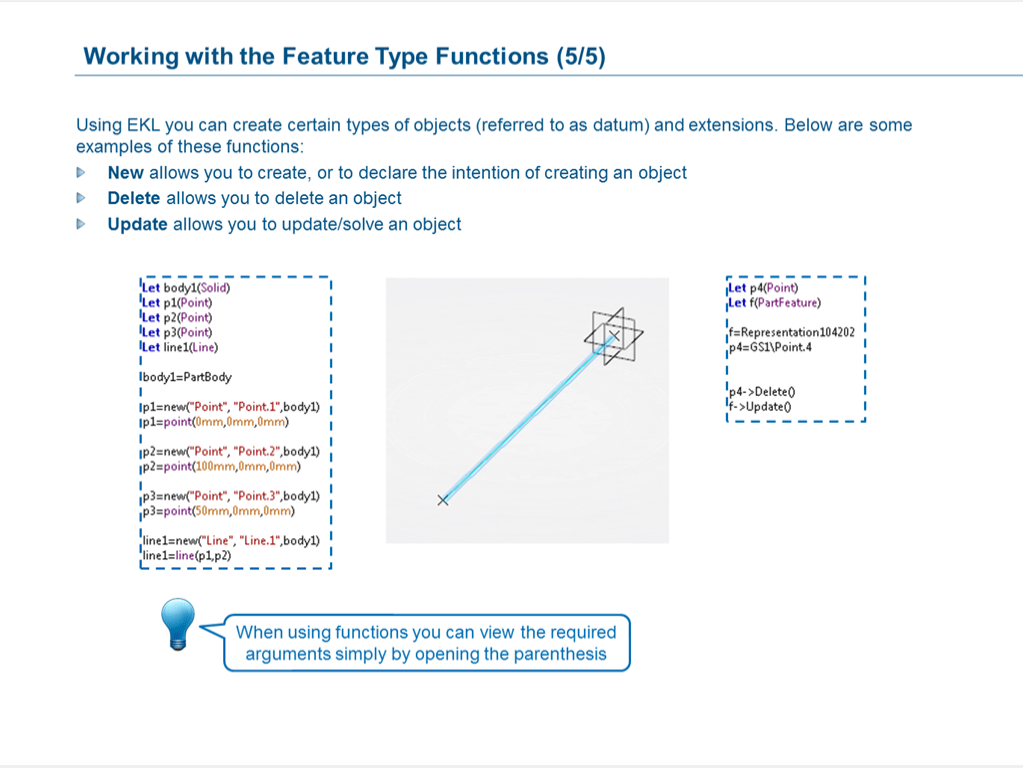 Working with the Feature Type Functions (5/5)
Using EKL you can create certain types of objects (referred to as datum) and extensions. Below are some
examples of these functions:
New allows you to create, or to declare the intention of creating an object
Delete allows you to delete an object
Update allows you to update/solve an object
Let body1(Solid)
Let p1(Point)
Let p2(Point)
Let p3(Point)
Let line1(Line)
body1=PartBody
p1=new("Point", "Point.1",body1)
p1=point(0mm,0mm,0mm)
p2=new("Point", "Point.2",body1)
p2=point(100mm,0mm,0mm)
p3=new("Point", "Point.3",body1)
p3=point(50mm,0mm,0mm)
line1=new("Line", "Line.1",body1)
line1=line(p1,p2)
Let p4(Point)
Let f(PartFeature)
f=Representation104202
p4=GS1\Point.4
p4->Delete()
f->Update()
When using functions you can view the required
arguments simply by opening the parenthesis